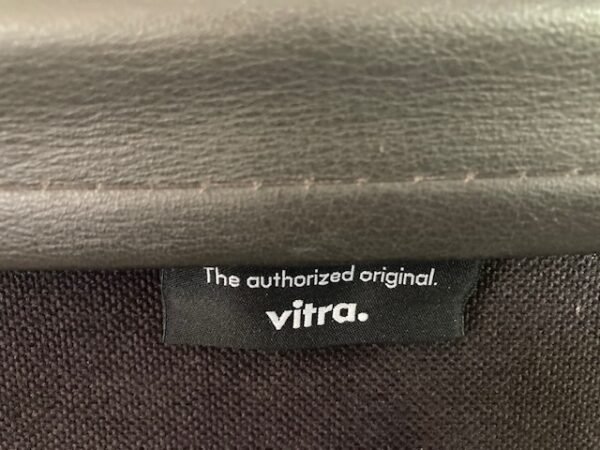 The authorized original.
vitra.